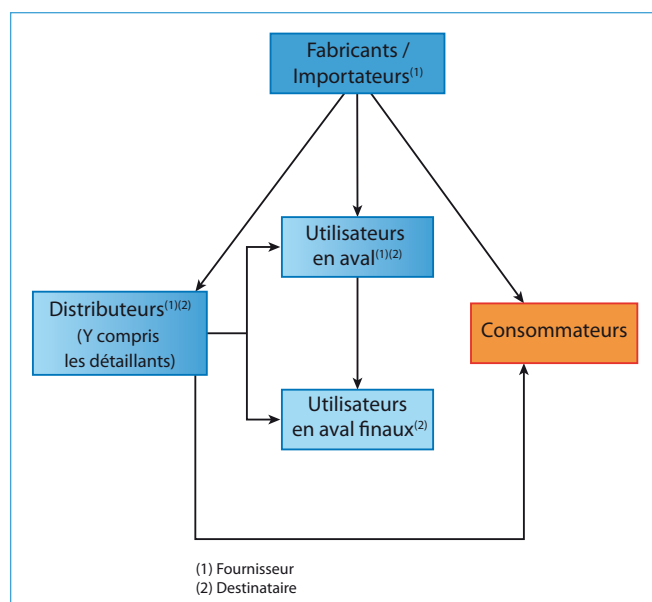 Fabricants /
Importateurs(1)
Utilisateurs
en aval(1)(2)
Distributeurs(1)(2)
(Y compris
les détaillants)
Consommateurs
Utilisateurs
en aval finaux(2)
(1) Fournisseur
(2) Destinataire